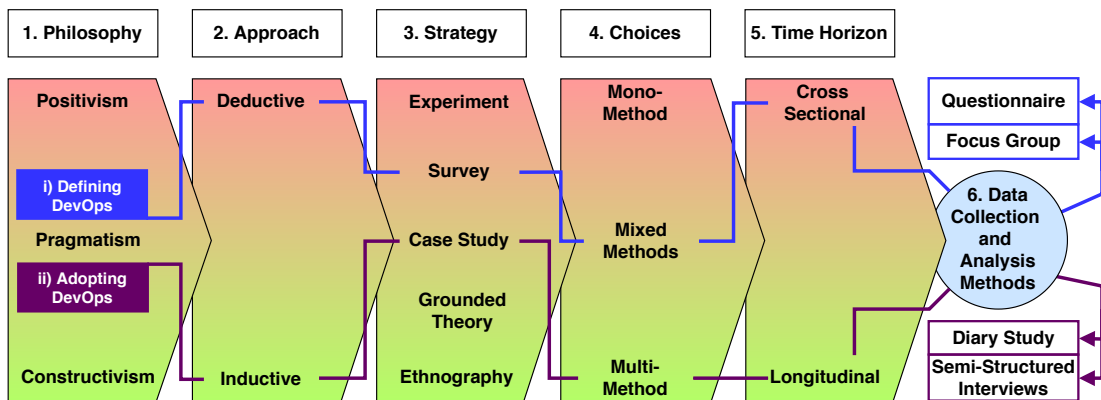 1. Philosophy
2. Approach
3. Strategy
4. Choices
5. Time Horizon
Positivism
i) Defining
DevOps
Pragmatism
ii) Adopting
DevOps
Constructivism
Deductive
Inductive
Experiment
Survey
Case Study
Grounded
Theory
Ethnography
Mono-
Method
Mixed
Methods
Multi-
Method
Cross
Sectional
Longitudinal
Questionnaire
Focus Group
6. Data
Collection
and
Analysis
Methods
Diary Study
Semi-Structured
Interviews